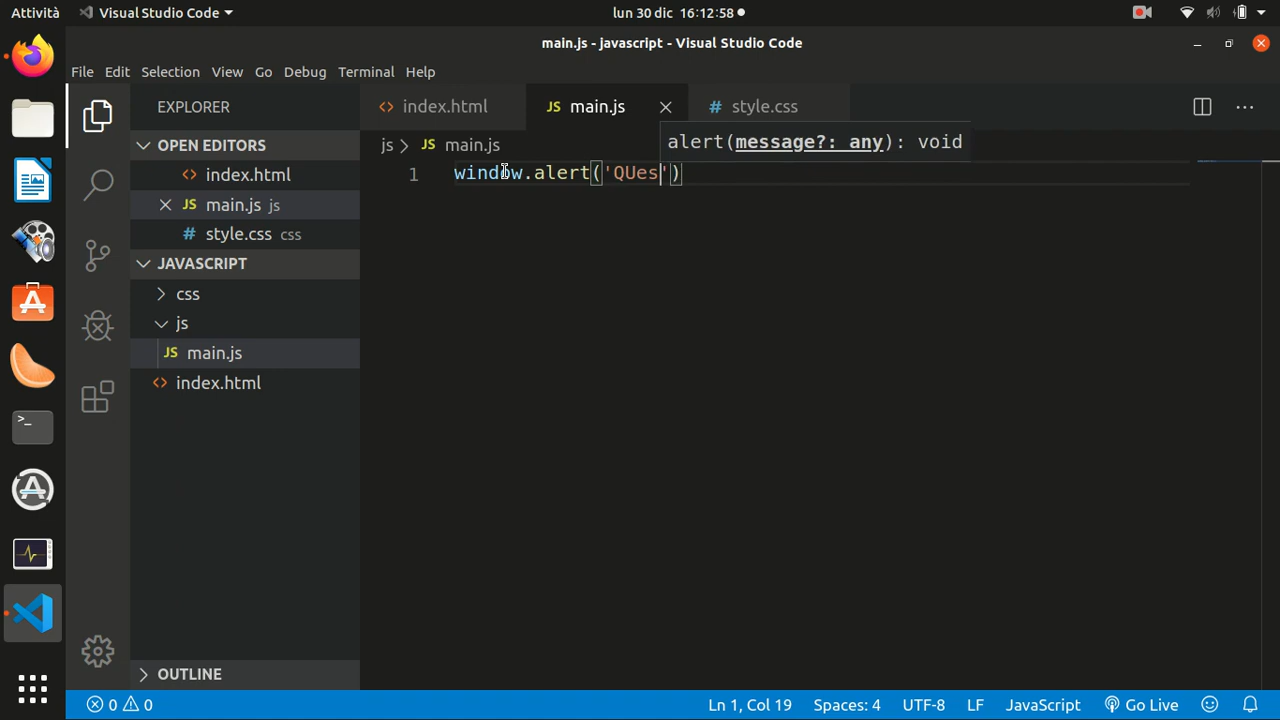 Attività Visual Studio Code lun 30 dic 16:12:58
main.js - javascript - Visual Studio Code
File Edit Selection View Go Debug Terminal Help
EXPLORER
OPEN EDITORS
<> index.html
JS main.js js
# style.css css
JAVASCRIPT
css
js
JS main.js
<> index.html
OUTLINE
<> index.html JS main.js # style.css ...
js > JS main.js
alert(message?: any): void
1 window.alert('QUes')
0 0 Ln 1, Col 19 Spaces: 4 UTF-8 LF JavaScript Go Live